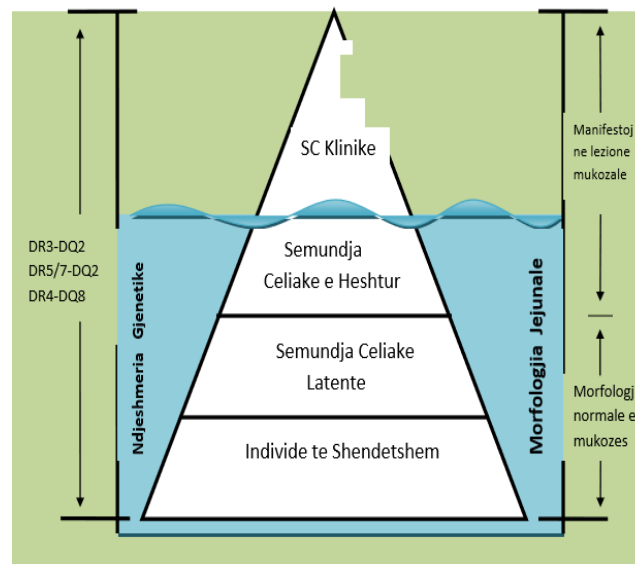 SC Klinike
Manifestoj
ne lezione
mukozale
DR3-DQ2
DR5/7-DQ2
DR4-DQ8
Ndjeshmeria Gjenetike
Semundja
Celiake e Heshtur
Semundja Celiake
Latente
Individe te Shendetshem
Morfologjia Jejunale
Morfologji
normale e
mukozes